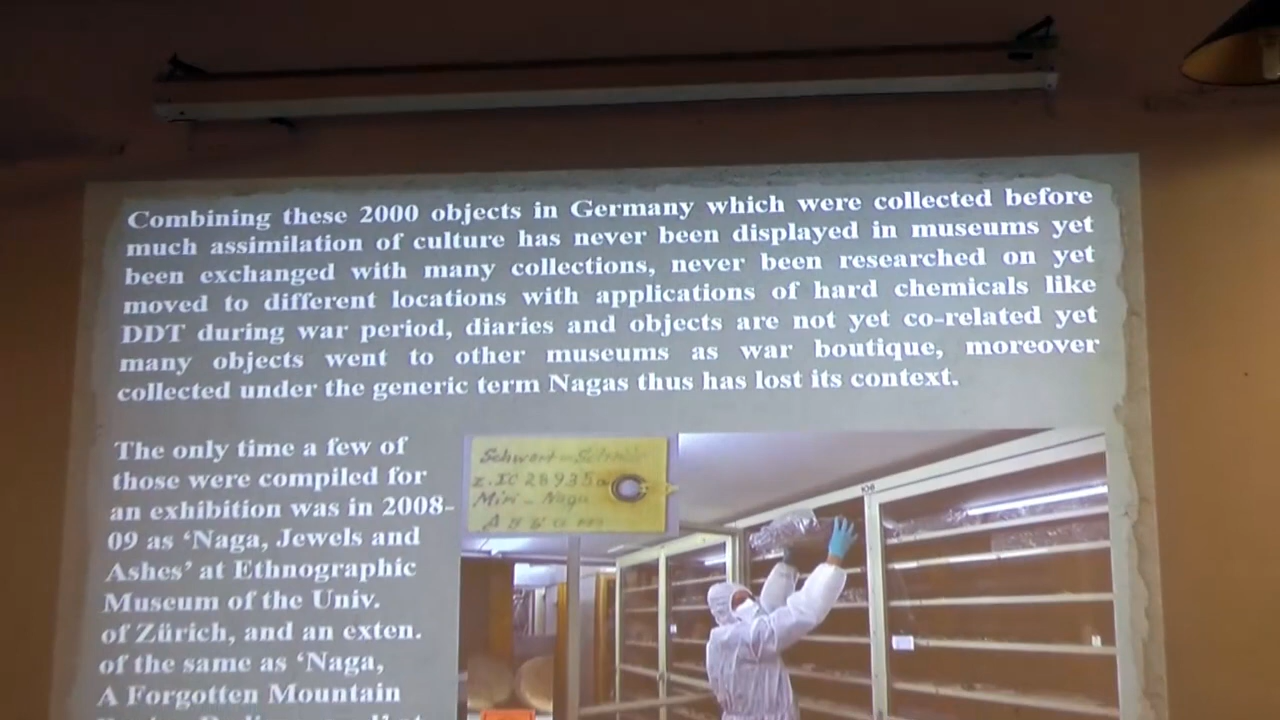 Combining these 2000 objects in Germany which were collected before
much assimilation of culture has never been displayed in museums yet
been exchanged with many collections, never been researched on yet
moved to different locations with applications of hard chemicals like
DDT during war period, diaries and objects are not yet co-related yet
many objects went to other museums as war boutique, moreover
collected under the generic term Nagas thus has lost its context.
The only time a few of
those were compiled for
an exhibition was in 2008-
09 as ‘Naga, Jewels and
Ashes’ at Ethnographic
Museum of the Univ.
of Zürich, and an exten.
of the same as ‘Naga,
A Forgotten Mountain
Miri - Naga
108